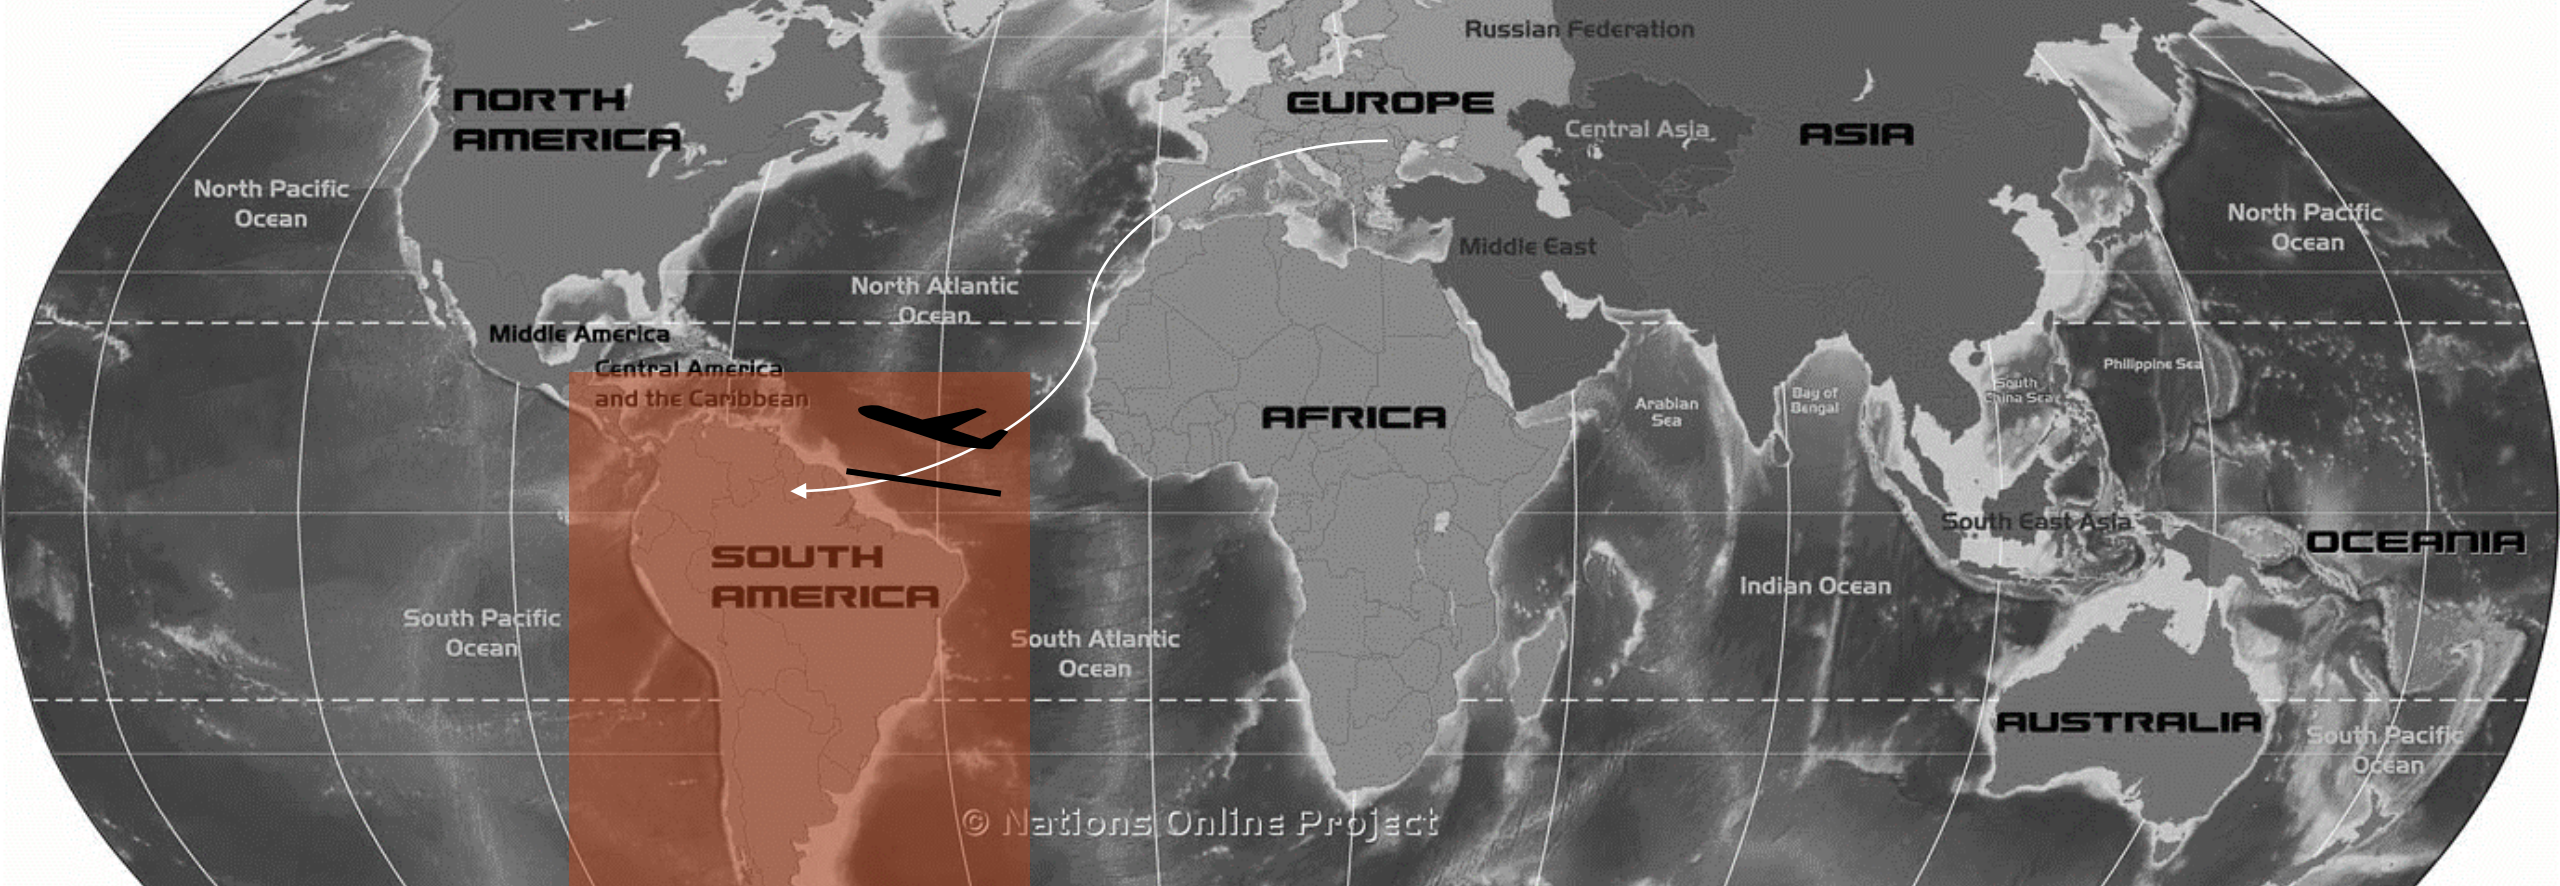 Russian Federation
NORTH
AMERICA
EUROPE
Central Asia
ASIA
North Pacific
Ocean
North Pacific
Ocean
Middle East
North Atlantic
Ocean
Middle America
Central America
and the Caribbean
Philippine Sea
South
China Sea
Bay of
Bengal
Arabian
Sea
AFRICA
South East Asia
OCEANIA
SOUTH
AMERICA
Indian Ocean
South Pacific
Ocean
South Atlantic
Ocean
AUSTRALIA
South Pacific
Ocean
© Nations Online Project